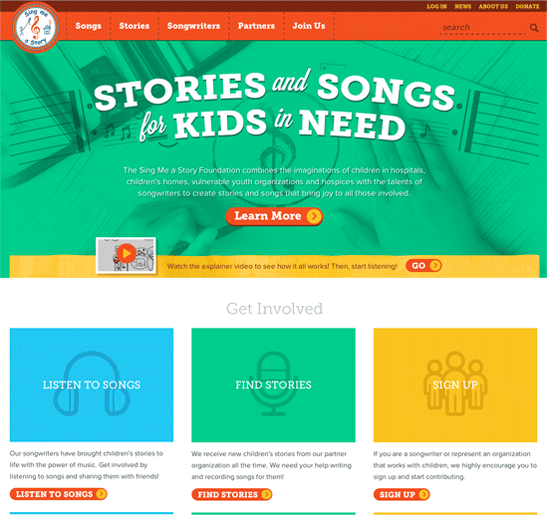 LOG IN NEWS ABOUT US DONATE
Sing me
a Story
Songs Stories Songwriters Partners Join Us
search
STORIES and SONGS
for KIDS in NEED
The Sing Me a Story Foundation combines the imaginations of children in hospitals,
children's homes, vulnerable youth organizations and hospices with the talents of
songwriters to create stories and songs that bring joy to all those involved.
Learn More
Watch the explainer video to see how it all works! Then, start listening!
GO
Get Involved
LISTEN TO SONGS
Our songwriters have brought children's stories to
life with the power of music. Get involved by
listening to songs and sharing them with friends!
LISTEN TO SONGS
FIND STORIES
We receive new children's stories from our partner
organization all the time. We need your help writing
and recording songs for them!
FIND STORIES
SIGN UP
If you are a songwriter or represent an organization
that works with children, we highly encourage you to
sign up and start contributing.
SIGN UP